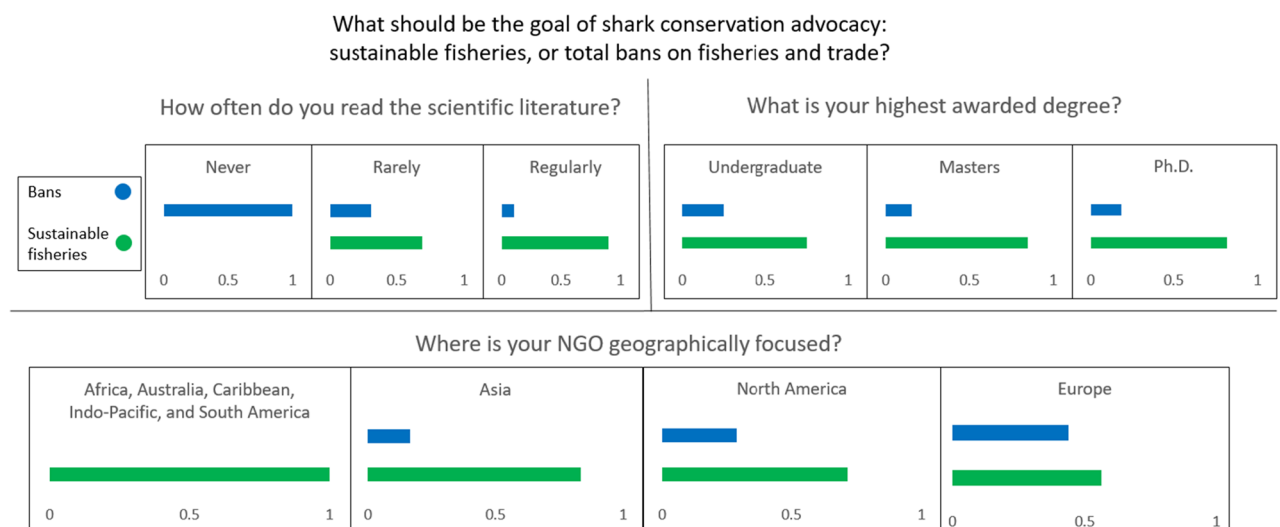 What should be the goal of shark conservation advocacy:
sustainable fisheries, or total bans on fisheries and trade?
How often do you read the scientific literature?
What is your highest awarded degree?
Bans
Sustainable
fisheries
Never
0 0.5 1
Rarely
0 0.5 1
Regularly
0 0.5 1
Undergraduate
0 0.5 1
Masters
0 0.5 1
Ph.D.
0 0.5 1
Where is your NGO geographically focused?
Africa, Australia, Caribbean,
Indo-Pacific, and South America
0 0.5 1
Asia
0 0.5 1
North America
0 0.5 1
Europe
0 0.5 1